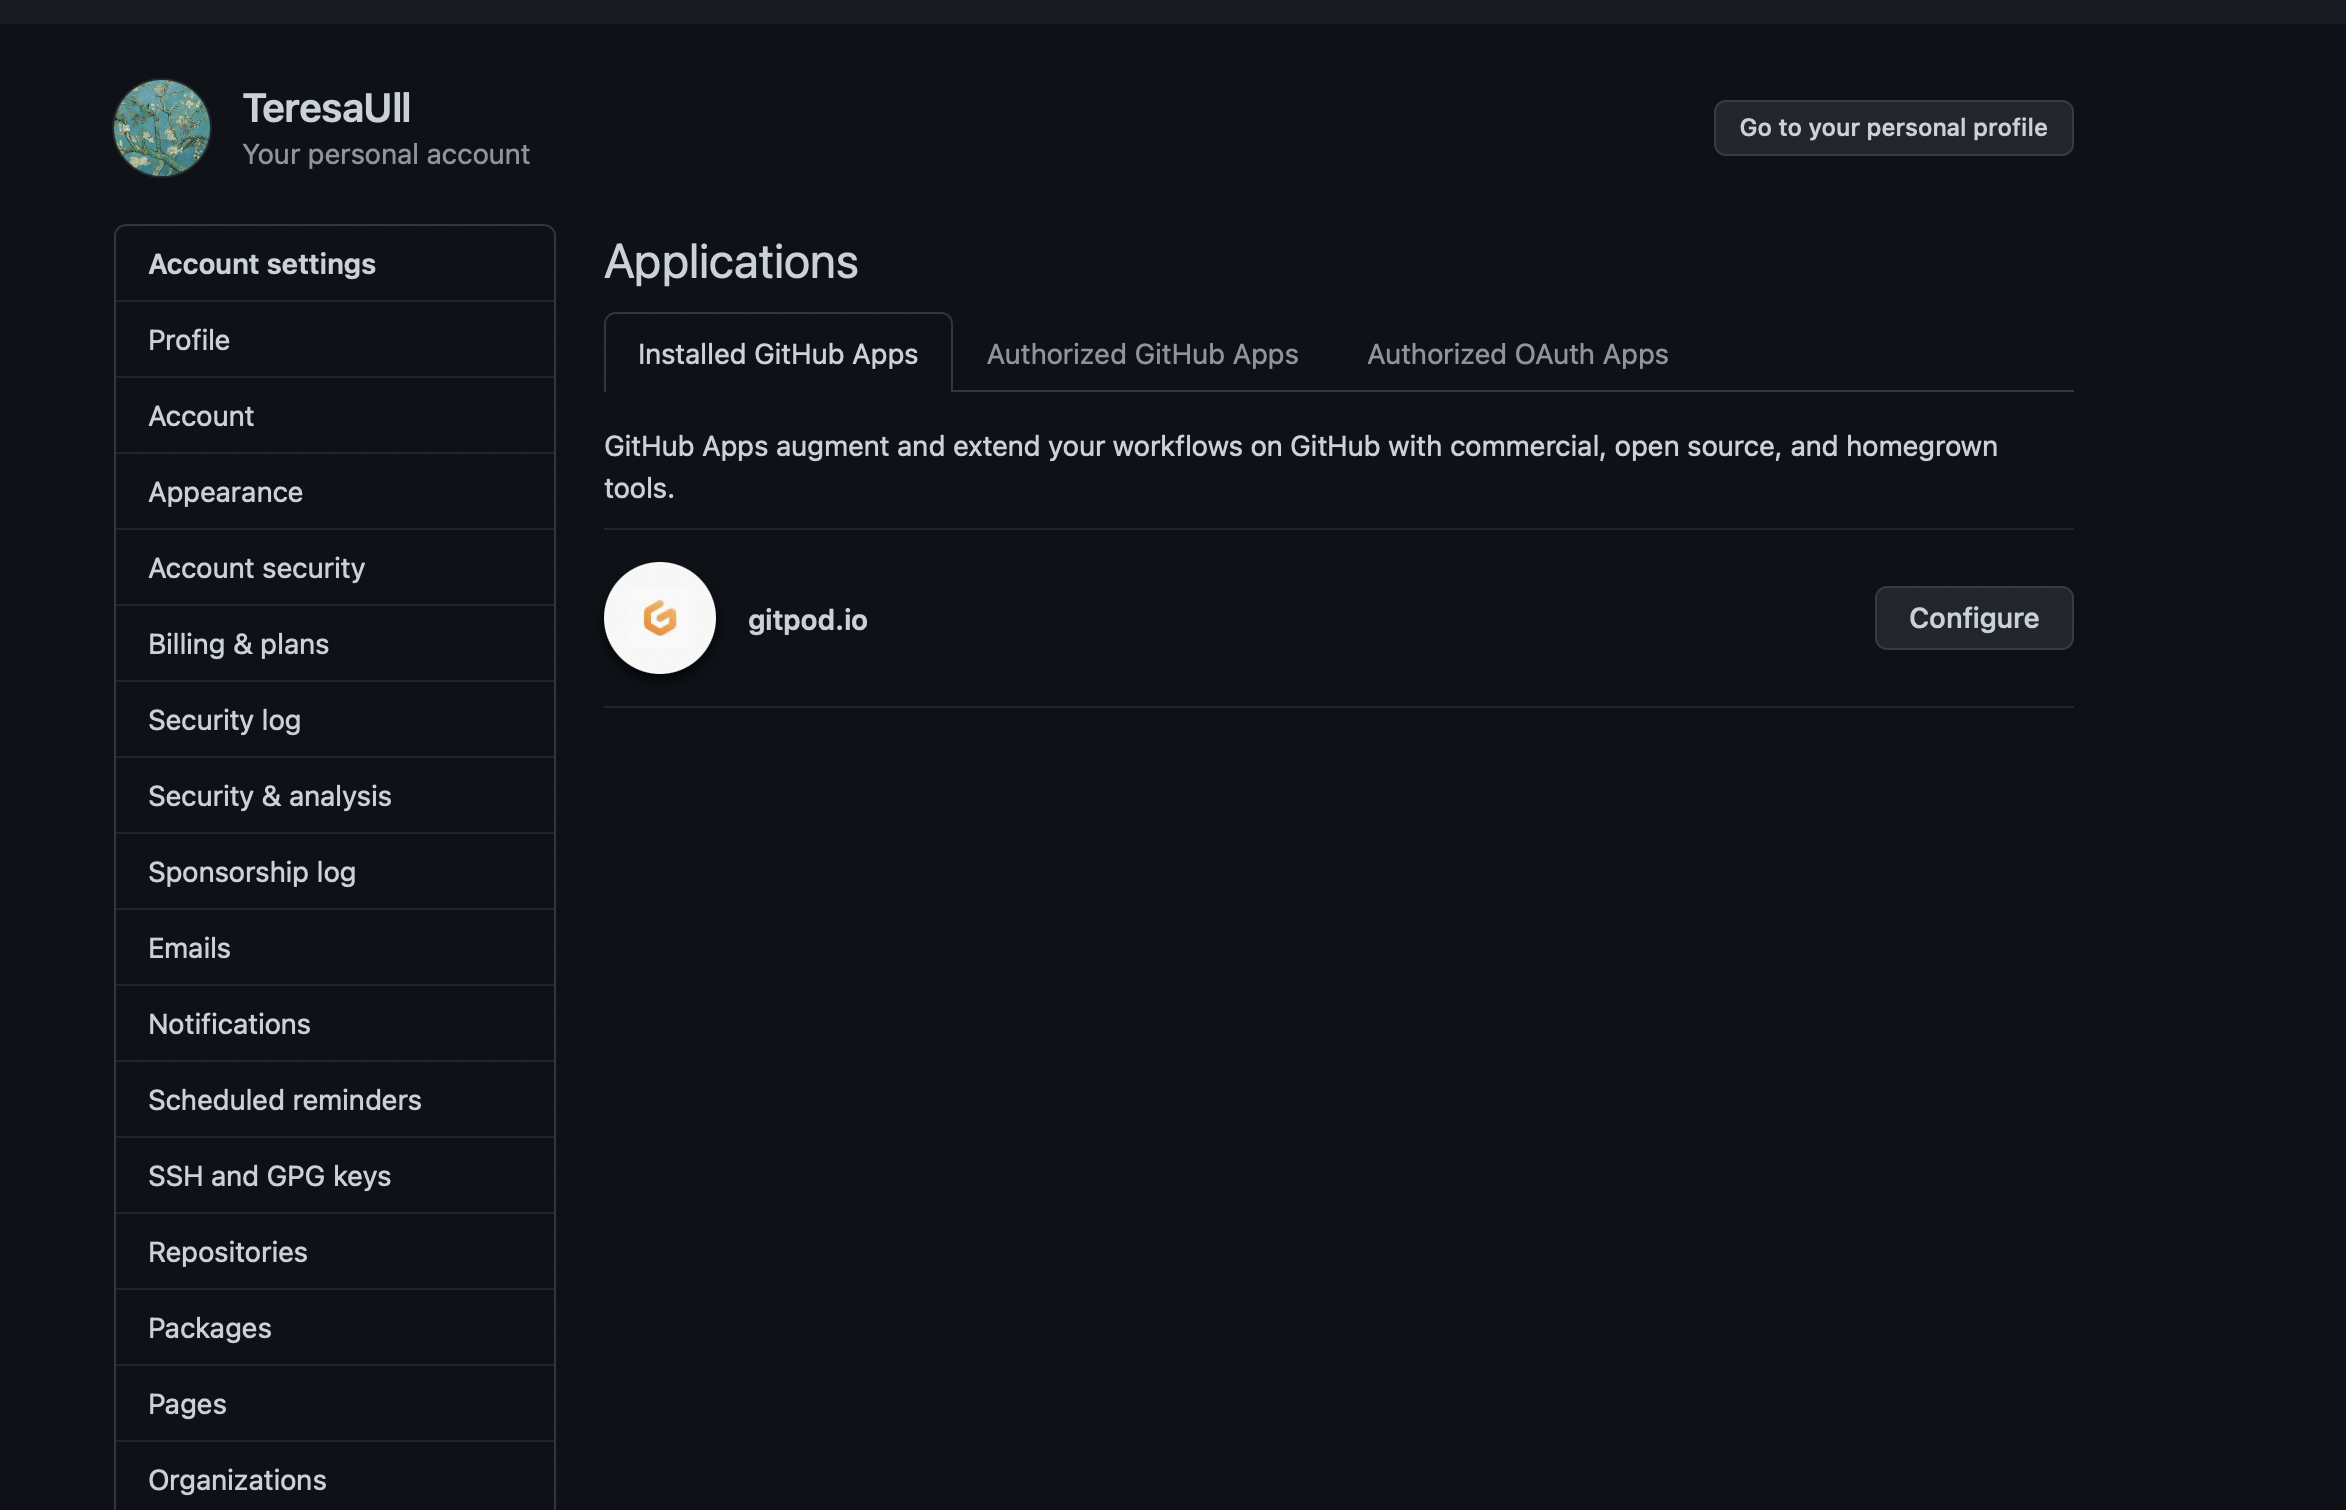 TeresaUll
Your personal account
Go to your personal profile
Account settings
Profile
Account
Appearance
Account security
Billing & plans
Security log
Security & analysis
Sponsorship log
Emails
Notifications
Scheduled reminders
SSH and GPG keys
Repositories
Packages
Pages
Organizations
Applications
Installed GitHub Apps
Authorized GitHub Apps
Authorized OAuth Apps
GitHub Apps augment and extend your workflows on GitHub with commercial, open source, and homegrown
tools.
gitpod.io
Configure